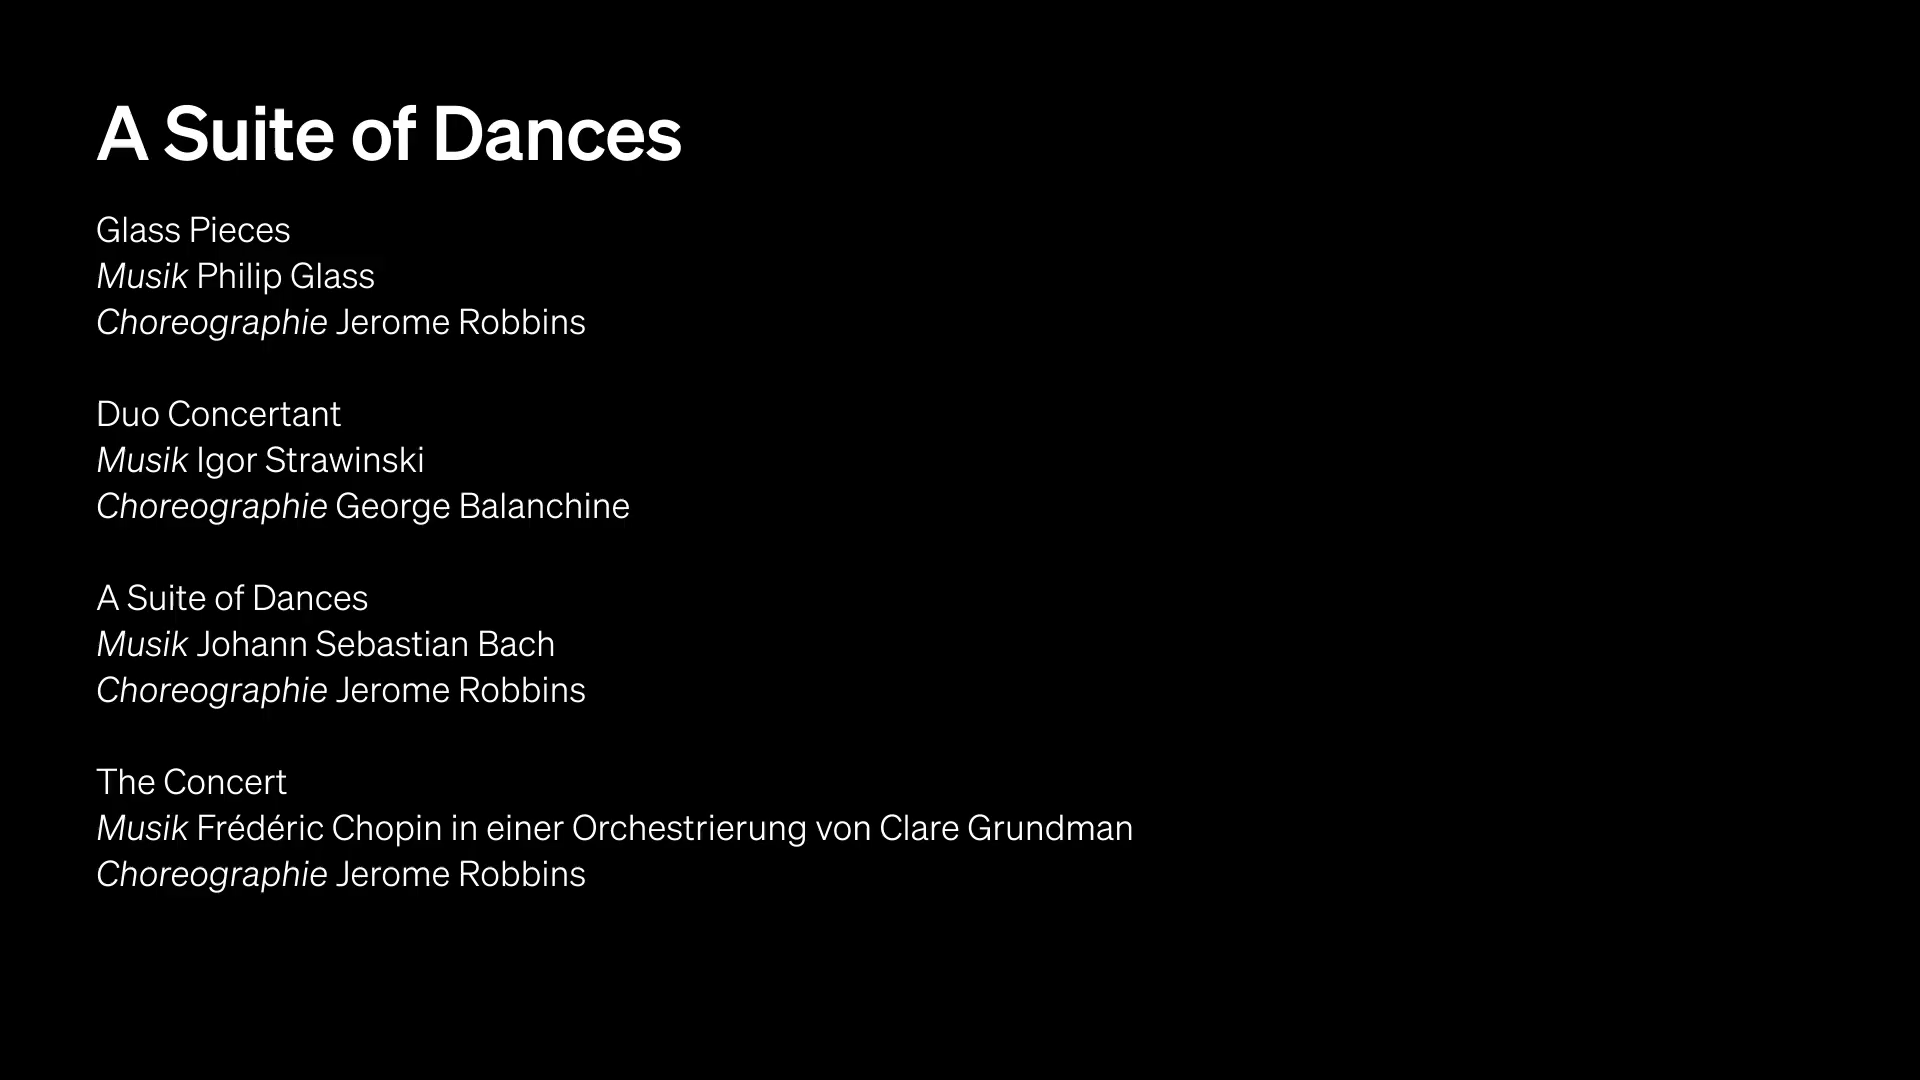 A Suite of Dances
Glass Pieces
Musik Philip Glass
Choreographie Jerome Robbins
Duo Concertant
Musik Igor Strawinski
Choreographie George Balanchine
A Suite of Dances
Musik Johann Sebastian Bach
Choreographie Jerome Robbins
The Concert
Musik Frédéric Chopin in einer Orchestrierung von Clare Grundman
Choreographie Jerome Robbins